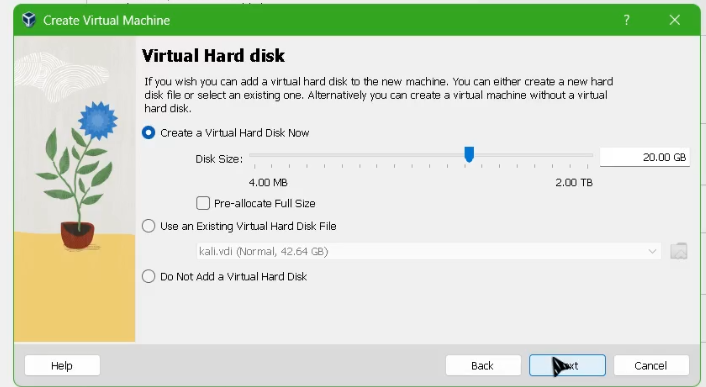 Create Virtual Machine
Virtual Hard disk
If you wish you can add a virtual hard disk to the new machine. You can either create a new hard
disk file or select an existing one. Alternatively you can create a virtual machine without a virtual
hard disk.
Create a Virtual Hard Disk Now
Disk Size:
20.00 GB
4.00 MB
2.00 TB
Pre-allocate Full Size
Use an Existing Virtual Hard Disk File
kali.vdi (Normal, 42.64 GB)
Do Not Add a Virtual Hard Disk
Help
Back
Cancel